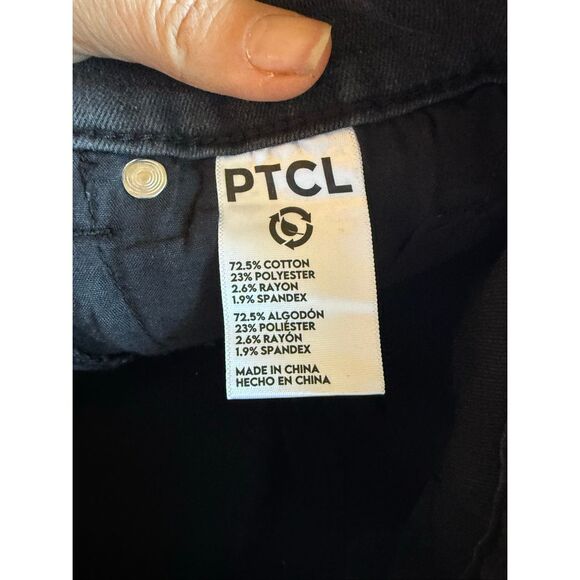 PTCL
72.5% COTTON
23% POLYESTER
2.6% RAYON
1.9% SPANDEX
72.5% ALGODÓN
23% POLIÉSTER
2.6% RAYÓN
1.9% SPANDEX
MADE IN CHINA
HECHO EN CHINA